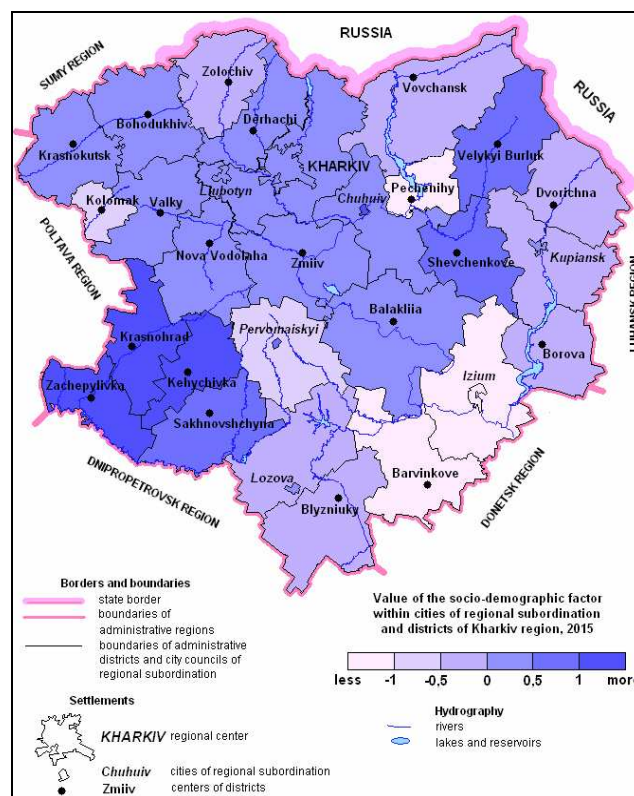 RUSSIA
SUMY REGION
Zolochiv
Vovchansk
RUSSIA
Bohodukhiv
Derhachi
Krasnokutsk
KHARKIV
Velykyi Burluk
Pechenihy
Liubotyn
Chuhuiv
Dvorichna
Kolomak
Valky
POLTAVA REGION
Nova Vodolaha
Zmiiv
Shevchenkove
Kupiansk
LUHANSK REGION
Balakliia
Pervomaiskyi
Krasnohrad
Borova
Zachepylivka
Kehychivka
Izium
Sakhnovshchyna
DNIPROPETROVSK REGION
Lozova
Barvinkove
DONETSK REGION
Blyzniuky
Borders and boundaries
state border
boundaries of
administrative regions
boundaries of administrative
districts and city councils of
regional subordination
Value of the socio-demographic factor
within cities of regional subordination
and districts of Kharkiv region, 2015
less -1 -0,5 0 0,5 1 more
Settlements
KHARKIV regional center
Chuhuiv cities of regional subordination
Zmiiv centers of districts
Hydrography
rivers
lakes and reservoirs